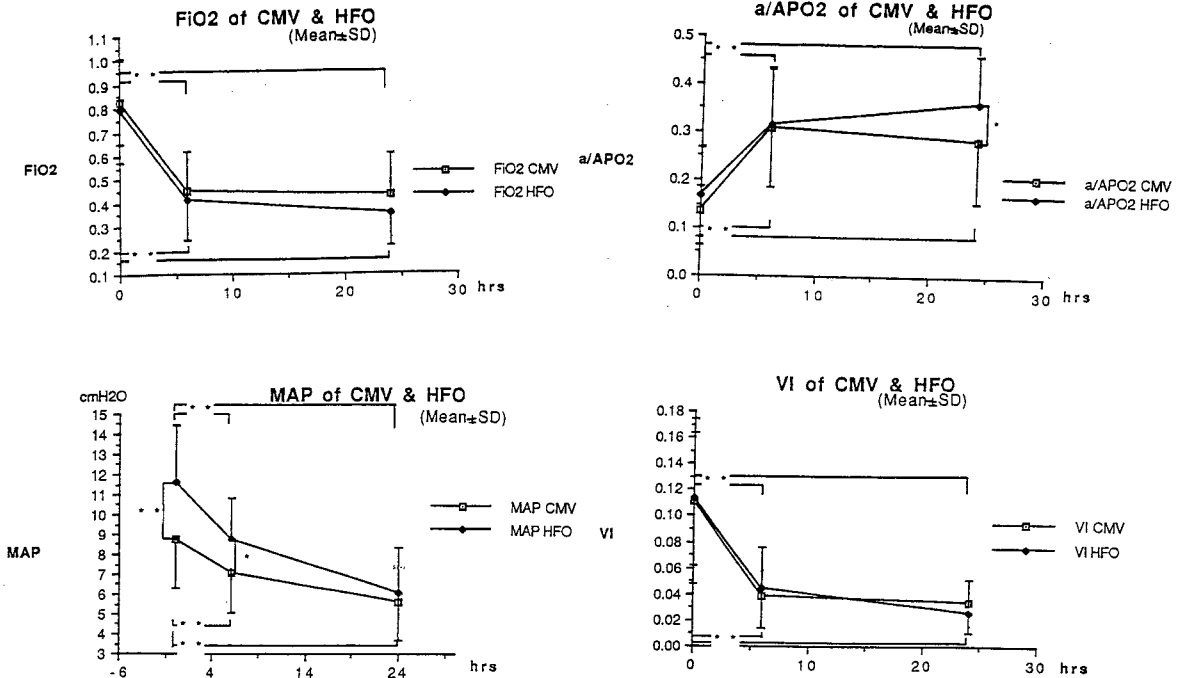 FiO2 of CMV & HFO
(Mean±SD)
1.1
1.0
0.9
0.8
0.7
0.6
0.5
0.4
0.3
0.2
0.1
FiO2
* *
* *
0
10
20
30
hrs
FiO2 CMV
FiO2 HFO
a/APO2 of CMV & HFO
(Mean±SD)
0.5
0.4
0.3
0.2
0.1
0.0
a/APO2
* *
*
* *
0
10
20
30
hrs
a/APO2 CMV
a/APO2 HFO
MAP of CMV & HFO
(Mean±SD)
cmH2O
15
14
13
12
11
10
9
8
7
6
5
4
3
MAP
* *
* *
*
* *
* *
-6
4
14
24
hrs
MAP CMV
MAP HFO
VI of CMV & HFO
(Mean±SD)
0.18
0.16
0.14
0.12
0.10
0.08
0.06
0.04
0.02
0.00
VI
* *
* *
0
10
20
30
hrs
VI CMV
VI HFO